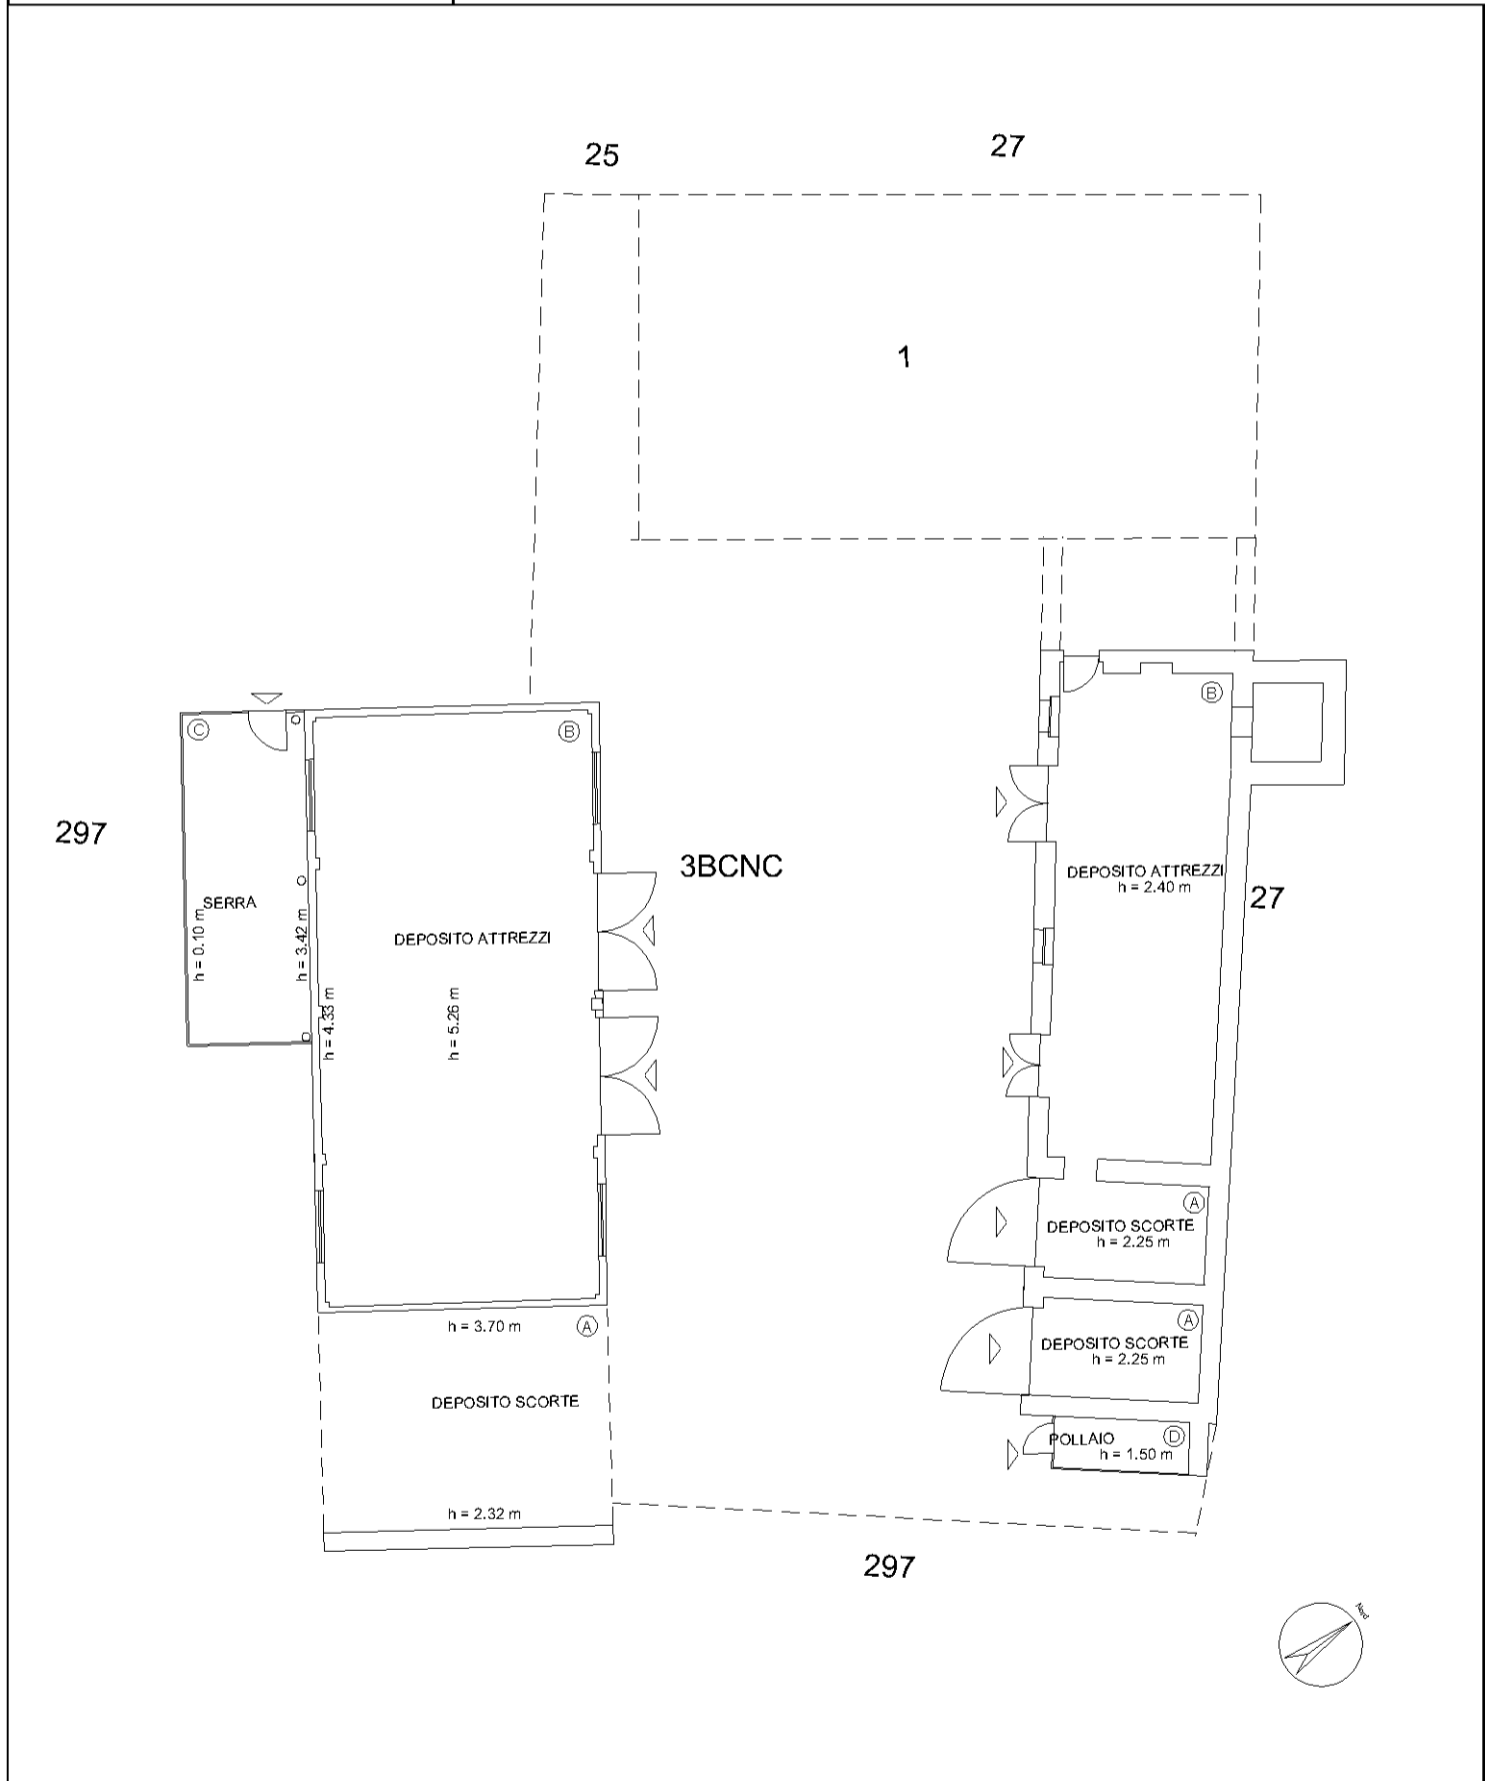 25
27
1
C
B
B
297
3BCNC
SERRA
h = 0.10 m
h = 3.42 m
DEPOSITO ATTREZZI
h = 4.33 m
h = 5.26 m
DEPOSITO ATTREZZI
h = 2.40 m
27
A
DEPOSITO SCORTE
h = 2.25 m
h = 3.70 m
A
A
DEPOSITO SCORTE
h = 2.25 m
DEPOSITO SCORTE
D
POLLAIO
h = 1.50 m
h = 2.32 m
297
Nord